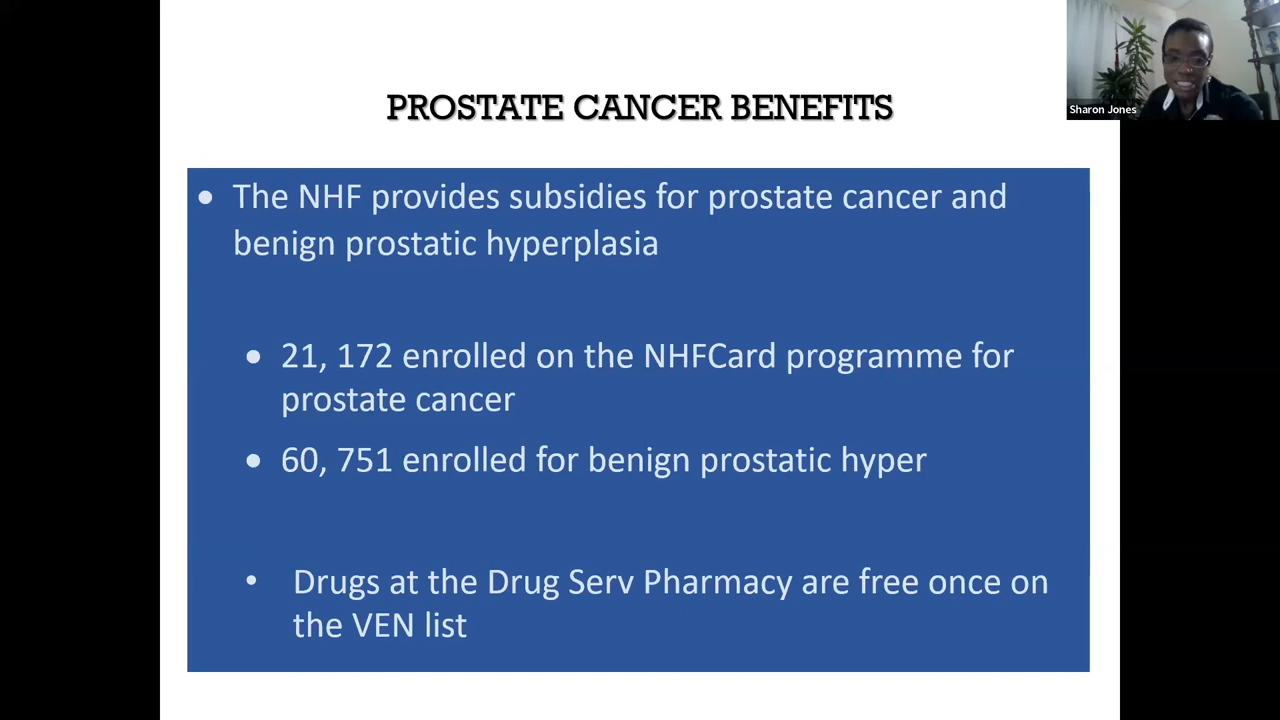 PROSTATE CANCER BENEFITS
Sharon Jones
• The NHF provides subsidies for prostate cancer and
benign prostatic hyperplasia
• 21, 172 enrolled on the NHFCard programme for
prostate cancer
• 60, 751 enrolled for benign prostatic hyper
• Drugs at the Drug Serv Pharmacy are free once on
the VEN list